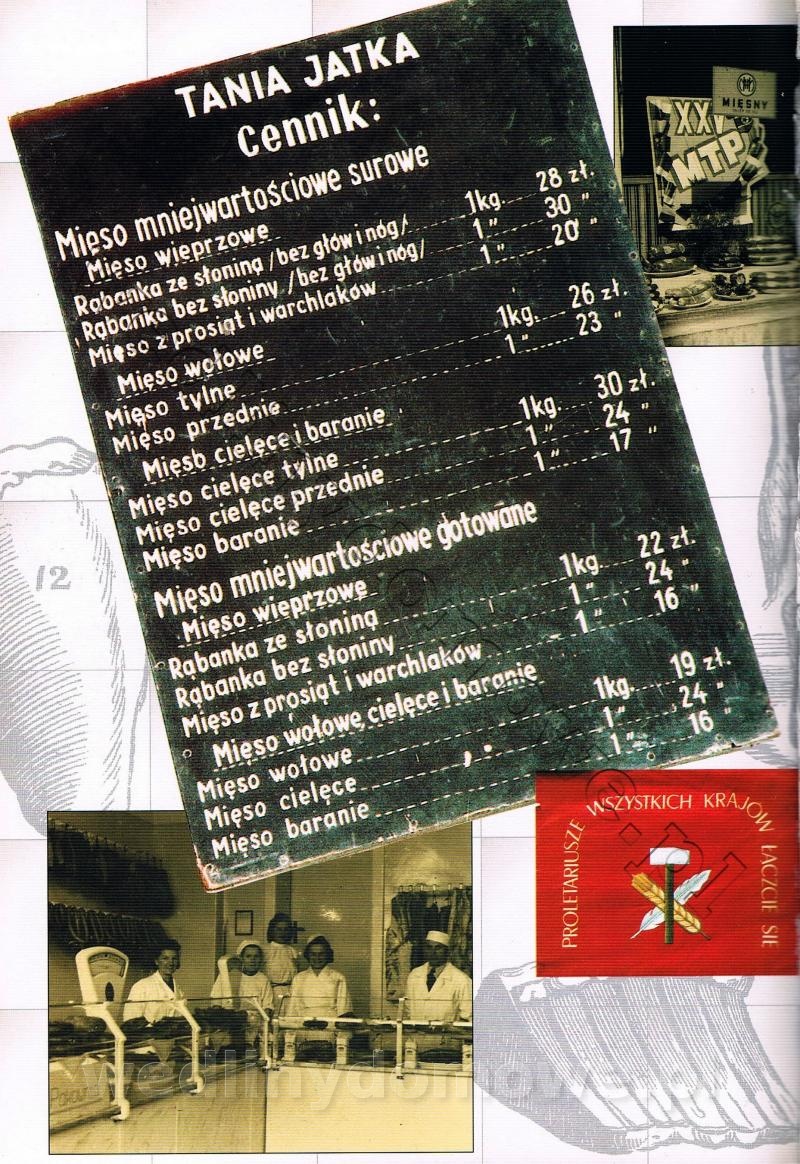 TANIA JATKA
Cennik:
Mięso mniejwartościowe surowe
Mięso wieprzowe
Rąbanka ze słoniną /bez głów i nóg/ 1kg. 28 zł.
Rąbanka bez słoniny /bez głów i nóg/ 1 " 30 "
Mięso z prosiąt i warchlaków 1 " 20 "
Mięso wołowe
Mięso tylne 1kg. 26 zł.
Mięso przednie 1 " 23 "
Mięsb cielęce i baranie
Mięso cielęce tylne 1kg. 30 zł.
Mięso cielęce przednie 1 " 24 "
Mięso baranie 1 " 17 "
Mięso mniejwartościowe gotowane
Mięso wieprzowe
Rąbanka ze słoniną 1kg. 22 zł.
Rąbanka bez słoniny 1 " 24 "
Mięso z prosiąt i warchlaków 1 " 16 "
Mięso wołowe, cielęce i baranie
Mięso wołowe 1kg. 19 zł.
Mięso cielęce 1 " 24 "
Mięso baranie 1 " 16 "
MIĘSNY
XXV
MTP
12
PROLETARIUSZE WSZYSTKICH KRAJÓW ŁĄCZCIE SIĘ
wedlinydomowe.pl